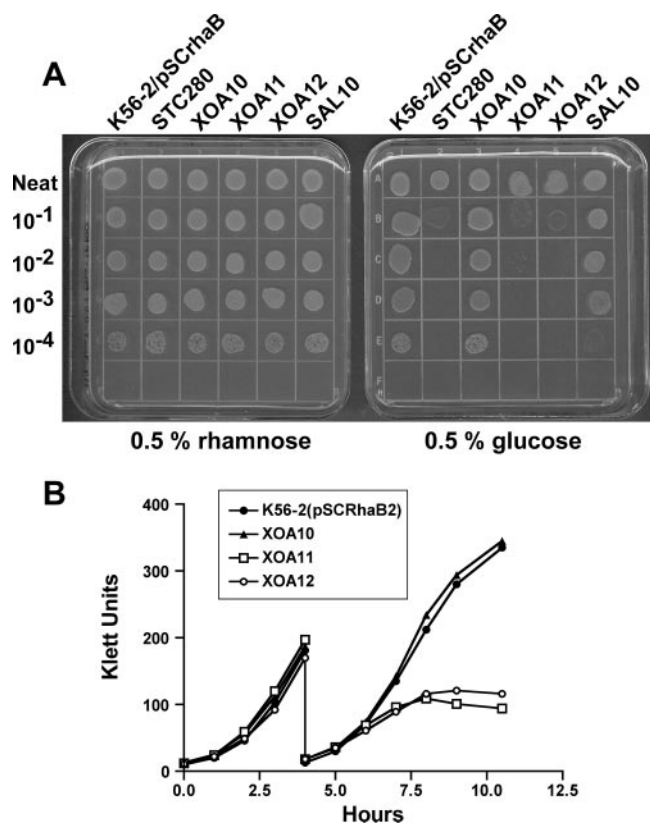 A
K56-2/pSCrhaB
STC280
XOA10
XOA11
XOA12
SAL10
K56-2/pSCrhaB
STC280
XOA10
XOA11
XOA12
SAL10
Neat
10-1
10-2
10-3
10-4
A
B
C
D
E
F
0.5 % rhamnose
0.5 % glucose
B
K56-2(pSCRhaB2)
XOA10
XOA11
XOA12
Klett Units
400
300
200
100
0
0.0
2.5
5.0
7.5
10.0
12.5
Hours